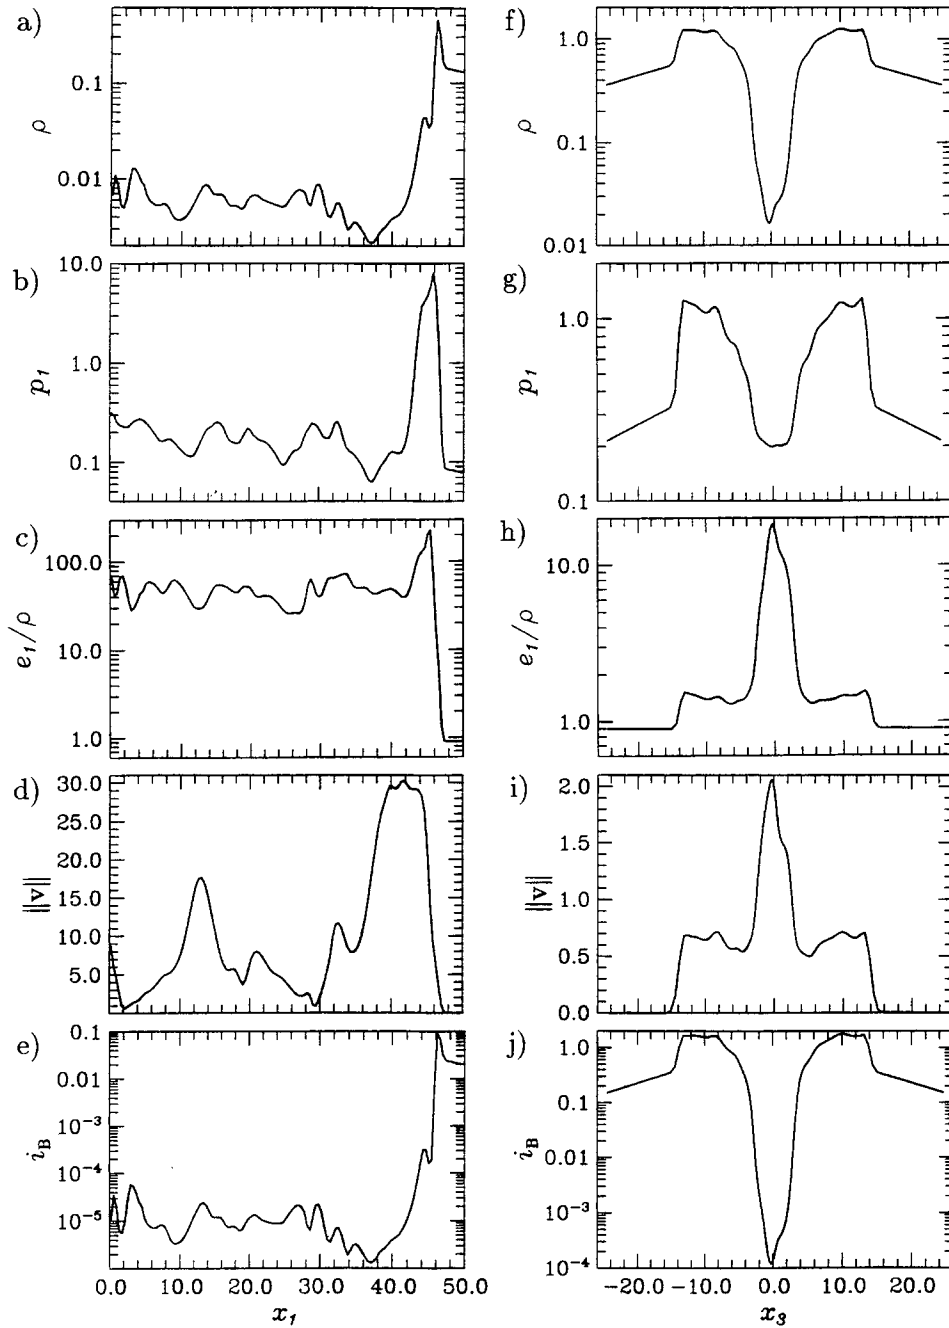 a)
ρ
0.1
0.01
b)
p₁
10.0
1.0
0.1
c)
e₁/ρ
100.0
10.0
1.0
d)
||v||
30.0
25.0
20.0
15.0
10.0
5.0
e)
i_B
0.1
0.01
10⁻³
10⁻⁴
10⁻⁵
0.0 10.0 20.0 30.0 40.0 50.0
x₁
f)
ρ
1.0
0.1
0.01
g)
p₁
1.0
0.1
h)
e₁/ρ
10.0
1.0
i)
||v||
2.0
1.5
1.0
0.5
0.0
j)
i_B
1.0
0.1
0.01
10⁻³
10⁻⁴
−20.0 −10.0 0.0 10.0 20.0
x₃